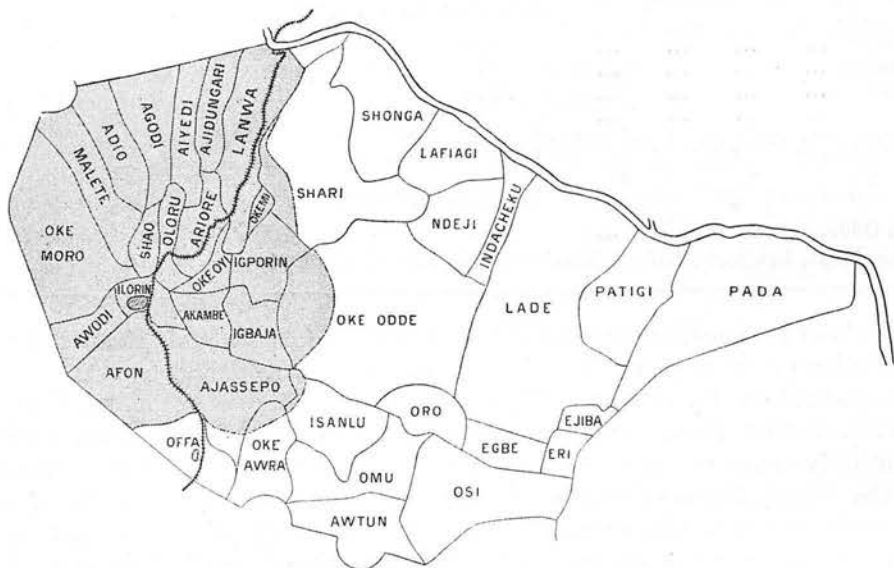 SHONGA
LAFIAGI
LANWA
AJIDUNGARI
AIYEDI
AGODI
ADIO
MALETE
OKE
MORO
SHAO
OLORU
ARIORE
OKEMI
SHARI
NDEJI
INDACHEKU
IGPORIN
OKEOY
ILORIN
AWODI
AKAMBE
IGBAJA
OKE ODDE
LADE
PATIGI
PADA
AFON
AJASSEPO
ISANLU
ORO
EJIBA
OFFA
OKE
AWRA
EGBE
ERI
OMU
OSI
AWTUN